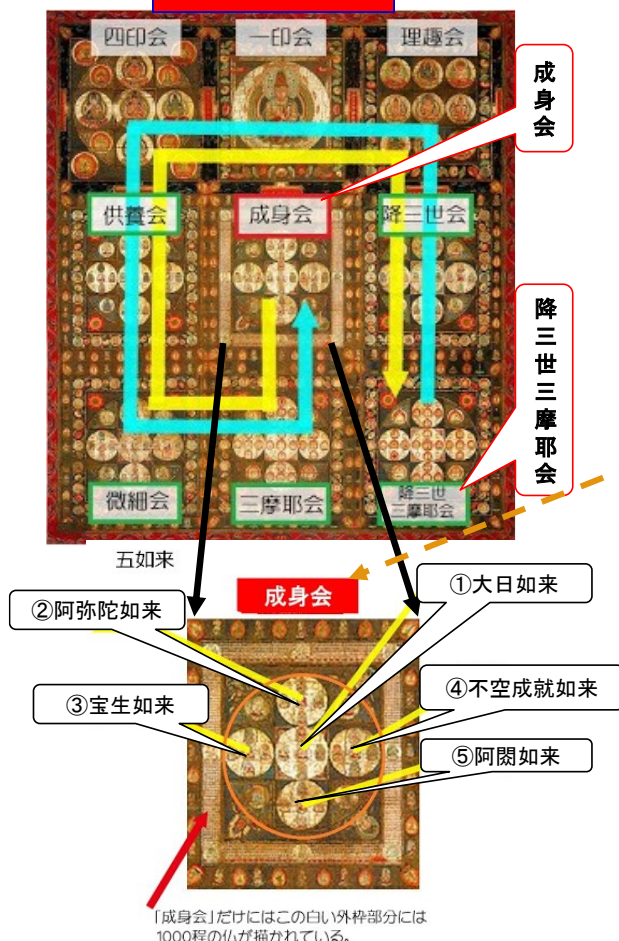 四印会
一印会
理趣会
成身会
供養会
成身会
降三世会
降三世三摩耶会
微細会
三摩耶会
降三世
三摩耶会
五如来
成身会
①大日如来
②阿弥陀如来
③宝生如来
④不空成就如来
⑤阿閦如来
「成身会」だけにはこの白い外枠部分には
1000程の仏が描かれている。